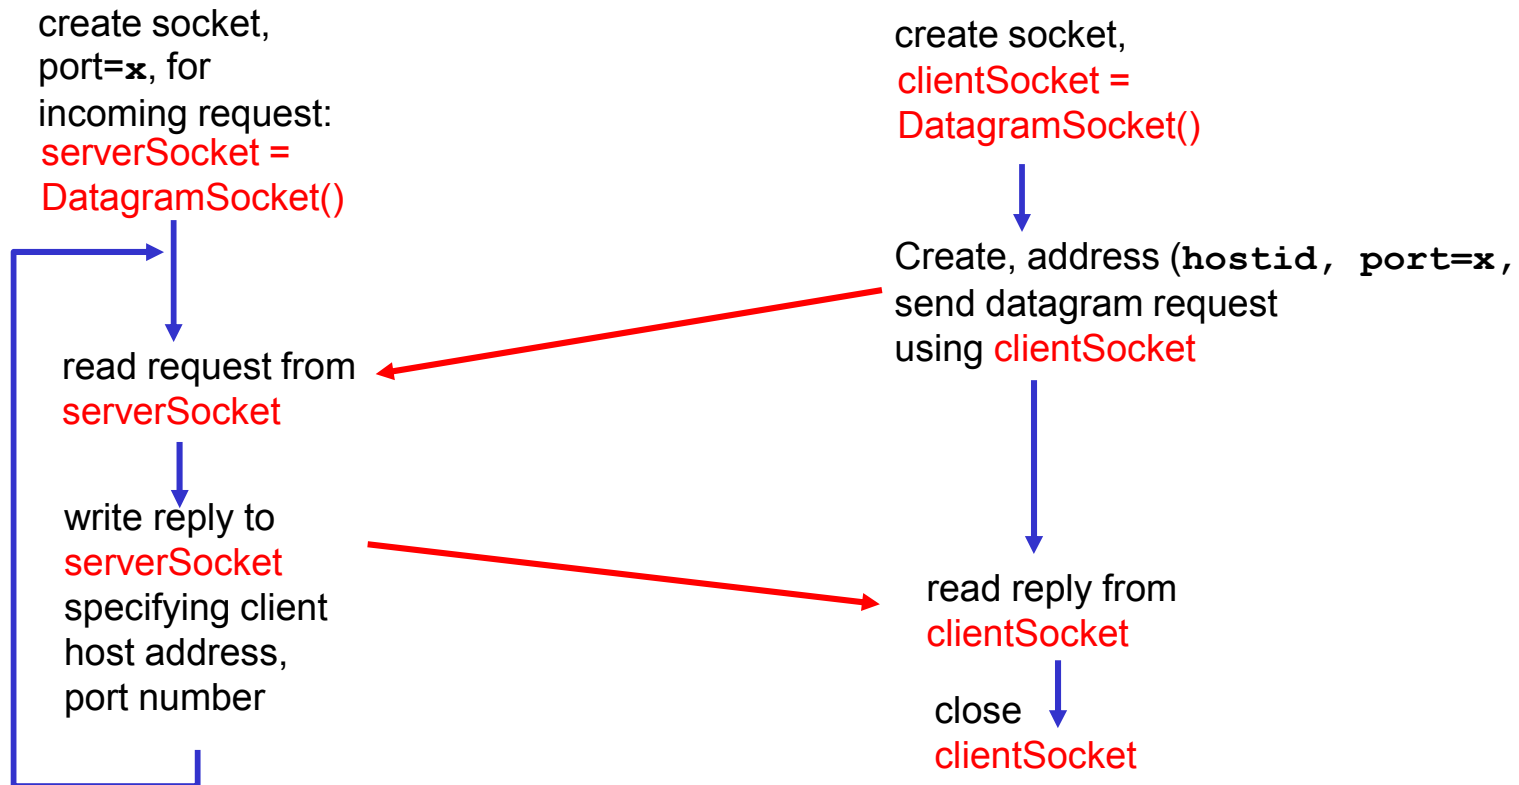 create socket,
port=x, for
incoming request:
serverSocket =
DatagramSocket()
read request from
serverSocket
write reply to
serverSocket
specifying client
host address,
port number
create socket,
clientSocket =
DatagramSocket()
Create, address (hostid, port=x,
send datagram request
using clientSocket
read reply from
clientSocket
close
clientSocket